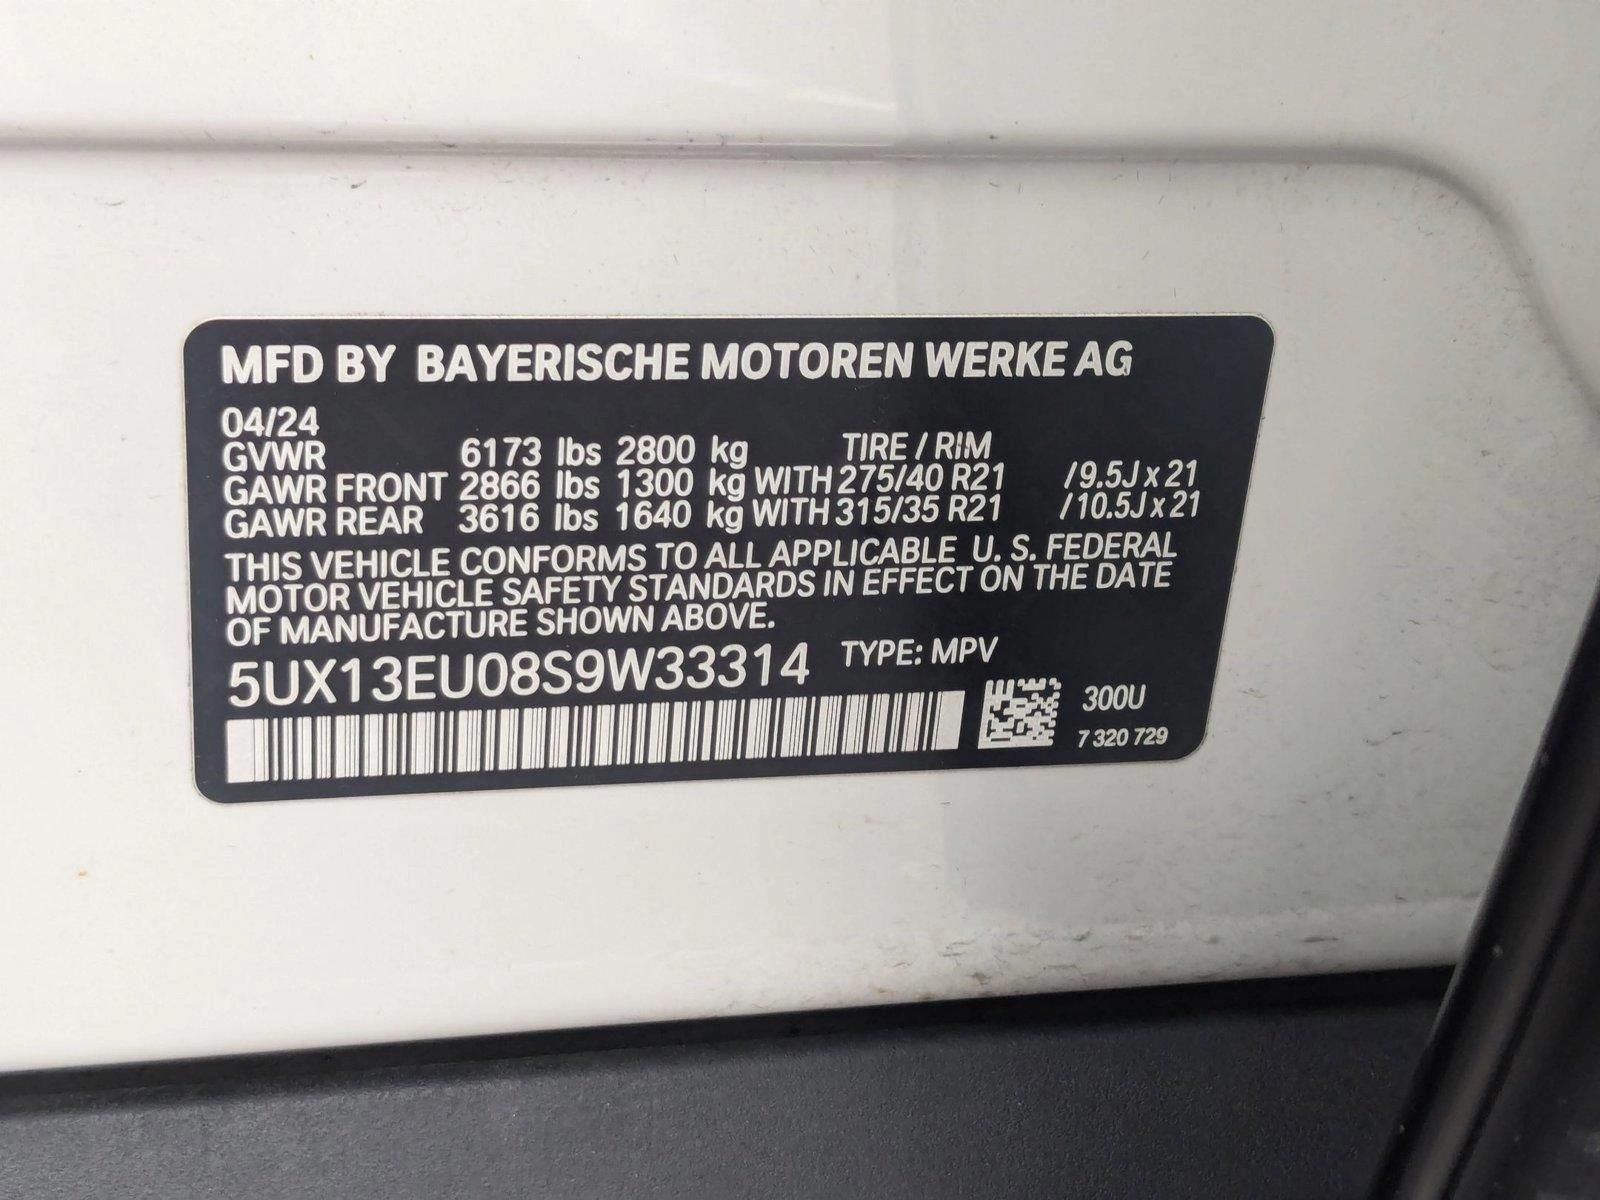 MFD BY BAYERISCHE MOTOREN WERKE AG
04/24
GVWR 6173 lbs 2800 kg TIRE / RIM
GAWR FRONT 2866 lbs 1300 kg WITH 275/40 R21 /9.5J x 21
GAWR REAR 3616 lbs 1640 kg WITH 315/35 R21 /10.5J x 21
THIS VEHICLE CONFORMS TO ALL APPLICABLE U. S. FEDERAL
MOTOR VEHICLE SAFETY STANDARDS IN EFFECT ON THE DATE
OF MANUFACTURE SHOWN ABOVE.
5UX13EU08S9W33314 TYPE: MPV
300U
7 320 729